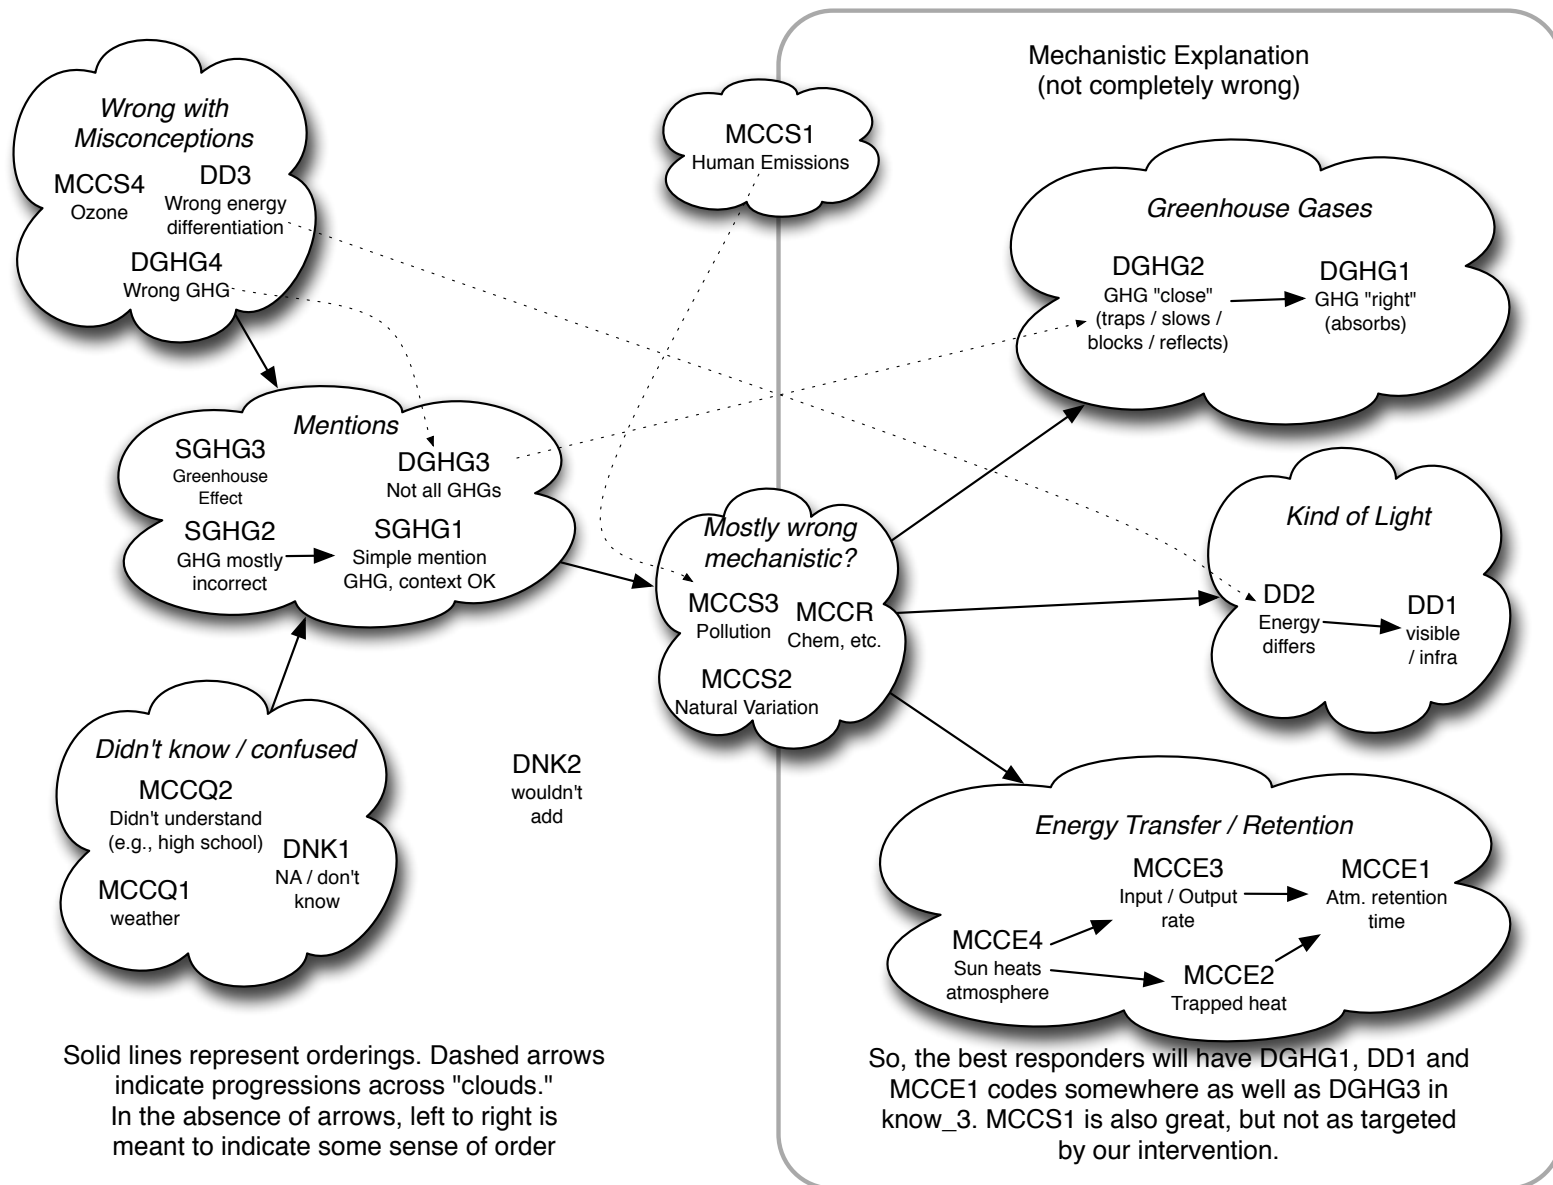 Mechanistic Explanation
(not completely wrong)
Wrong with
Misconceptions
MCCS4
Ozone
DD3
Wrong energy
differentiation
DGHG4
Wrong GHG
MCCS1
Human Emissions
Greenhouse Gases
DGHG2
GHG "close"
(traps / slows /
blocks / reflects)
DGHG1
GHG "right"
(absorbs)
Mentions
SGHG3
Greenhouse
Effect
DGHG3
Not all GHGs
SGHG2
GHG mostly
incorrect
SGHG1
Simple mention
GHG, context OK
Mostly wrong
mechanistic?
MCCS3
Pollution
MCCR
Chem, etc.
MCCS2
Natural Variation
Kind of Light
DD2
Energy
differs
DD1
visible
/ infra
Didn't know / confused
MCCQ2
Didn't understand
(e.g., high school)
DNK1
NA / don't
know
MCCQ1
weather
DNK2
wouldn't
add
Energy Transfer / Retention
MCCE3
Input / Output
rate
MCCE1
Atm. retention
time
MCCE4
Sun heats
atmosphere
MCCE2
Trapped heat
Solid lines represent orderings. Dashed arrows
indicate progressions across "clouds."
In the absence of arrows, left to right is
meant to indicate some sense of order
So, the best responders will have DGHG1, DD1 and
MCCE1 codes somewhere as well as DGHG3 in
know_3. MCCS1 is also great, but not as targeted
by our intervention.